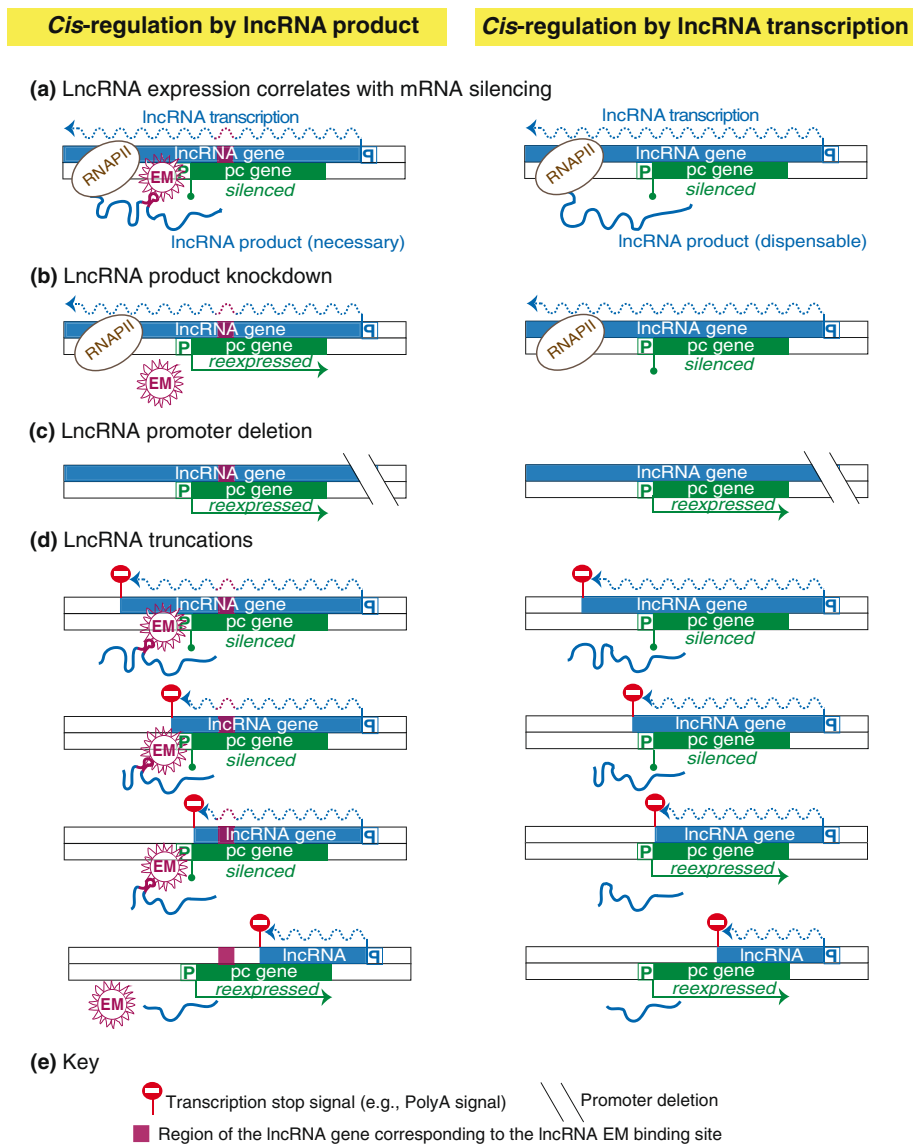 Cis-regulation by lncRNA product
Cis-regulation by lncRNA transcription
(a) LncRNA expression correlates with mRNA silencing
lncRNA transcription
lncRNA gene
P
RNAPII
EM
P
pc gene
silenced
lncRNA product (necessary)
lncRNA transcription
lncRNA gene
P
RNAPII
P
pc gene
silenced
lncRNA product (dispensable)
(b) LncRNA product knockdown
lncRNA gene
P
RNAPII
P
pc gene
reexpressed
EM
lncRNA gene
P
RNAPII
P
pc gene
silenced
(c) LncRNA promoter deletion
lncRNA gene
P
pc gene
reexpressed
lncRNA gene
P
pc gene
reexpressed
(d) LncRNA truncations
lncRNA gene
P
EM
P
pc gene
silenced
lncRNA gene
P
P
pc gene
silenced
lncRNA gene
P
EM
P
pc gene
silenced
lncRNA gene
P
P
pc gene
silenced
lncRNA gene
P
EM
P
pc gene
silenced
lncRNA gene
P
P
pc gene
reexpressed
lncRNA
P
P
pc gene
reexpressed
EM
lncRNA
P
P
pc gene
reexpressed
(e) Key
Transcription stop signal (e.g., PolyA signal)
Promoter deletion
Region of the lncRNA gene corresponding to the lncRNA EM binding site